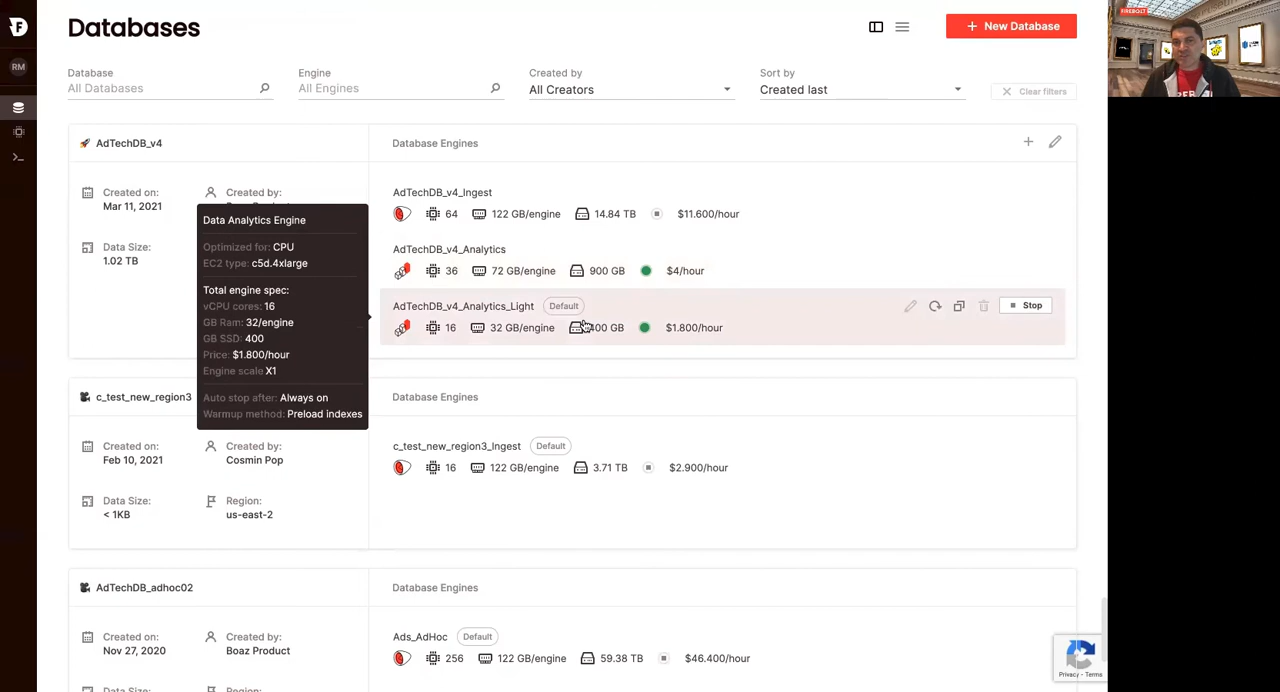 Databases
+ New Database
FIREBOLT
RM
Database
All Databases
Engine
All Engines
Created by
All Creators
Sort by
Created last
Clear filters
AdTechDB_v4
Database Engines
Created on:
Mar 11, 2021
Created by:
Data Size:
1.02 TB
Data Analytics Engine
Optimized for: CPU
EC2 type: c5d.4xlarge
Total engine spec:
vCPU cores: 16
GB Ram: 32/engine
GB SSD: 400
Price: $1.800/hour
Engine scale X1
Auto stop after: Always on
Warmup method: Preload indexes
AdTechDB_v4_Ingest
64 122 GB/engine 14.84 TB $11.600/hour
AdTechDB_v4_Analytics
36 72 GB/engine 900 GB $4/hour
AdTechDB_v4_Analytics_Light Default
Stop
16 32 GB/engine 400 GB $1.800/hour
c_test_new_region3
Database Engines
Created on:
Feb 10, 2021
Created by:
Cosmin Pop
Data Size:
< 1KB
Region:
us-east-2
c_test_new_region3_Ingest Default
16 122 GB/engine 3.71 TB $2.900/hour
AdTechDB_adhoc02
Database Engines
Created on:
Nov 27, 2020
Created by:
Boaz Product
Ads_AdHoc Default
256 122 GB/engine 59.38 TB $46.400/hour
Privacy - Terms